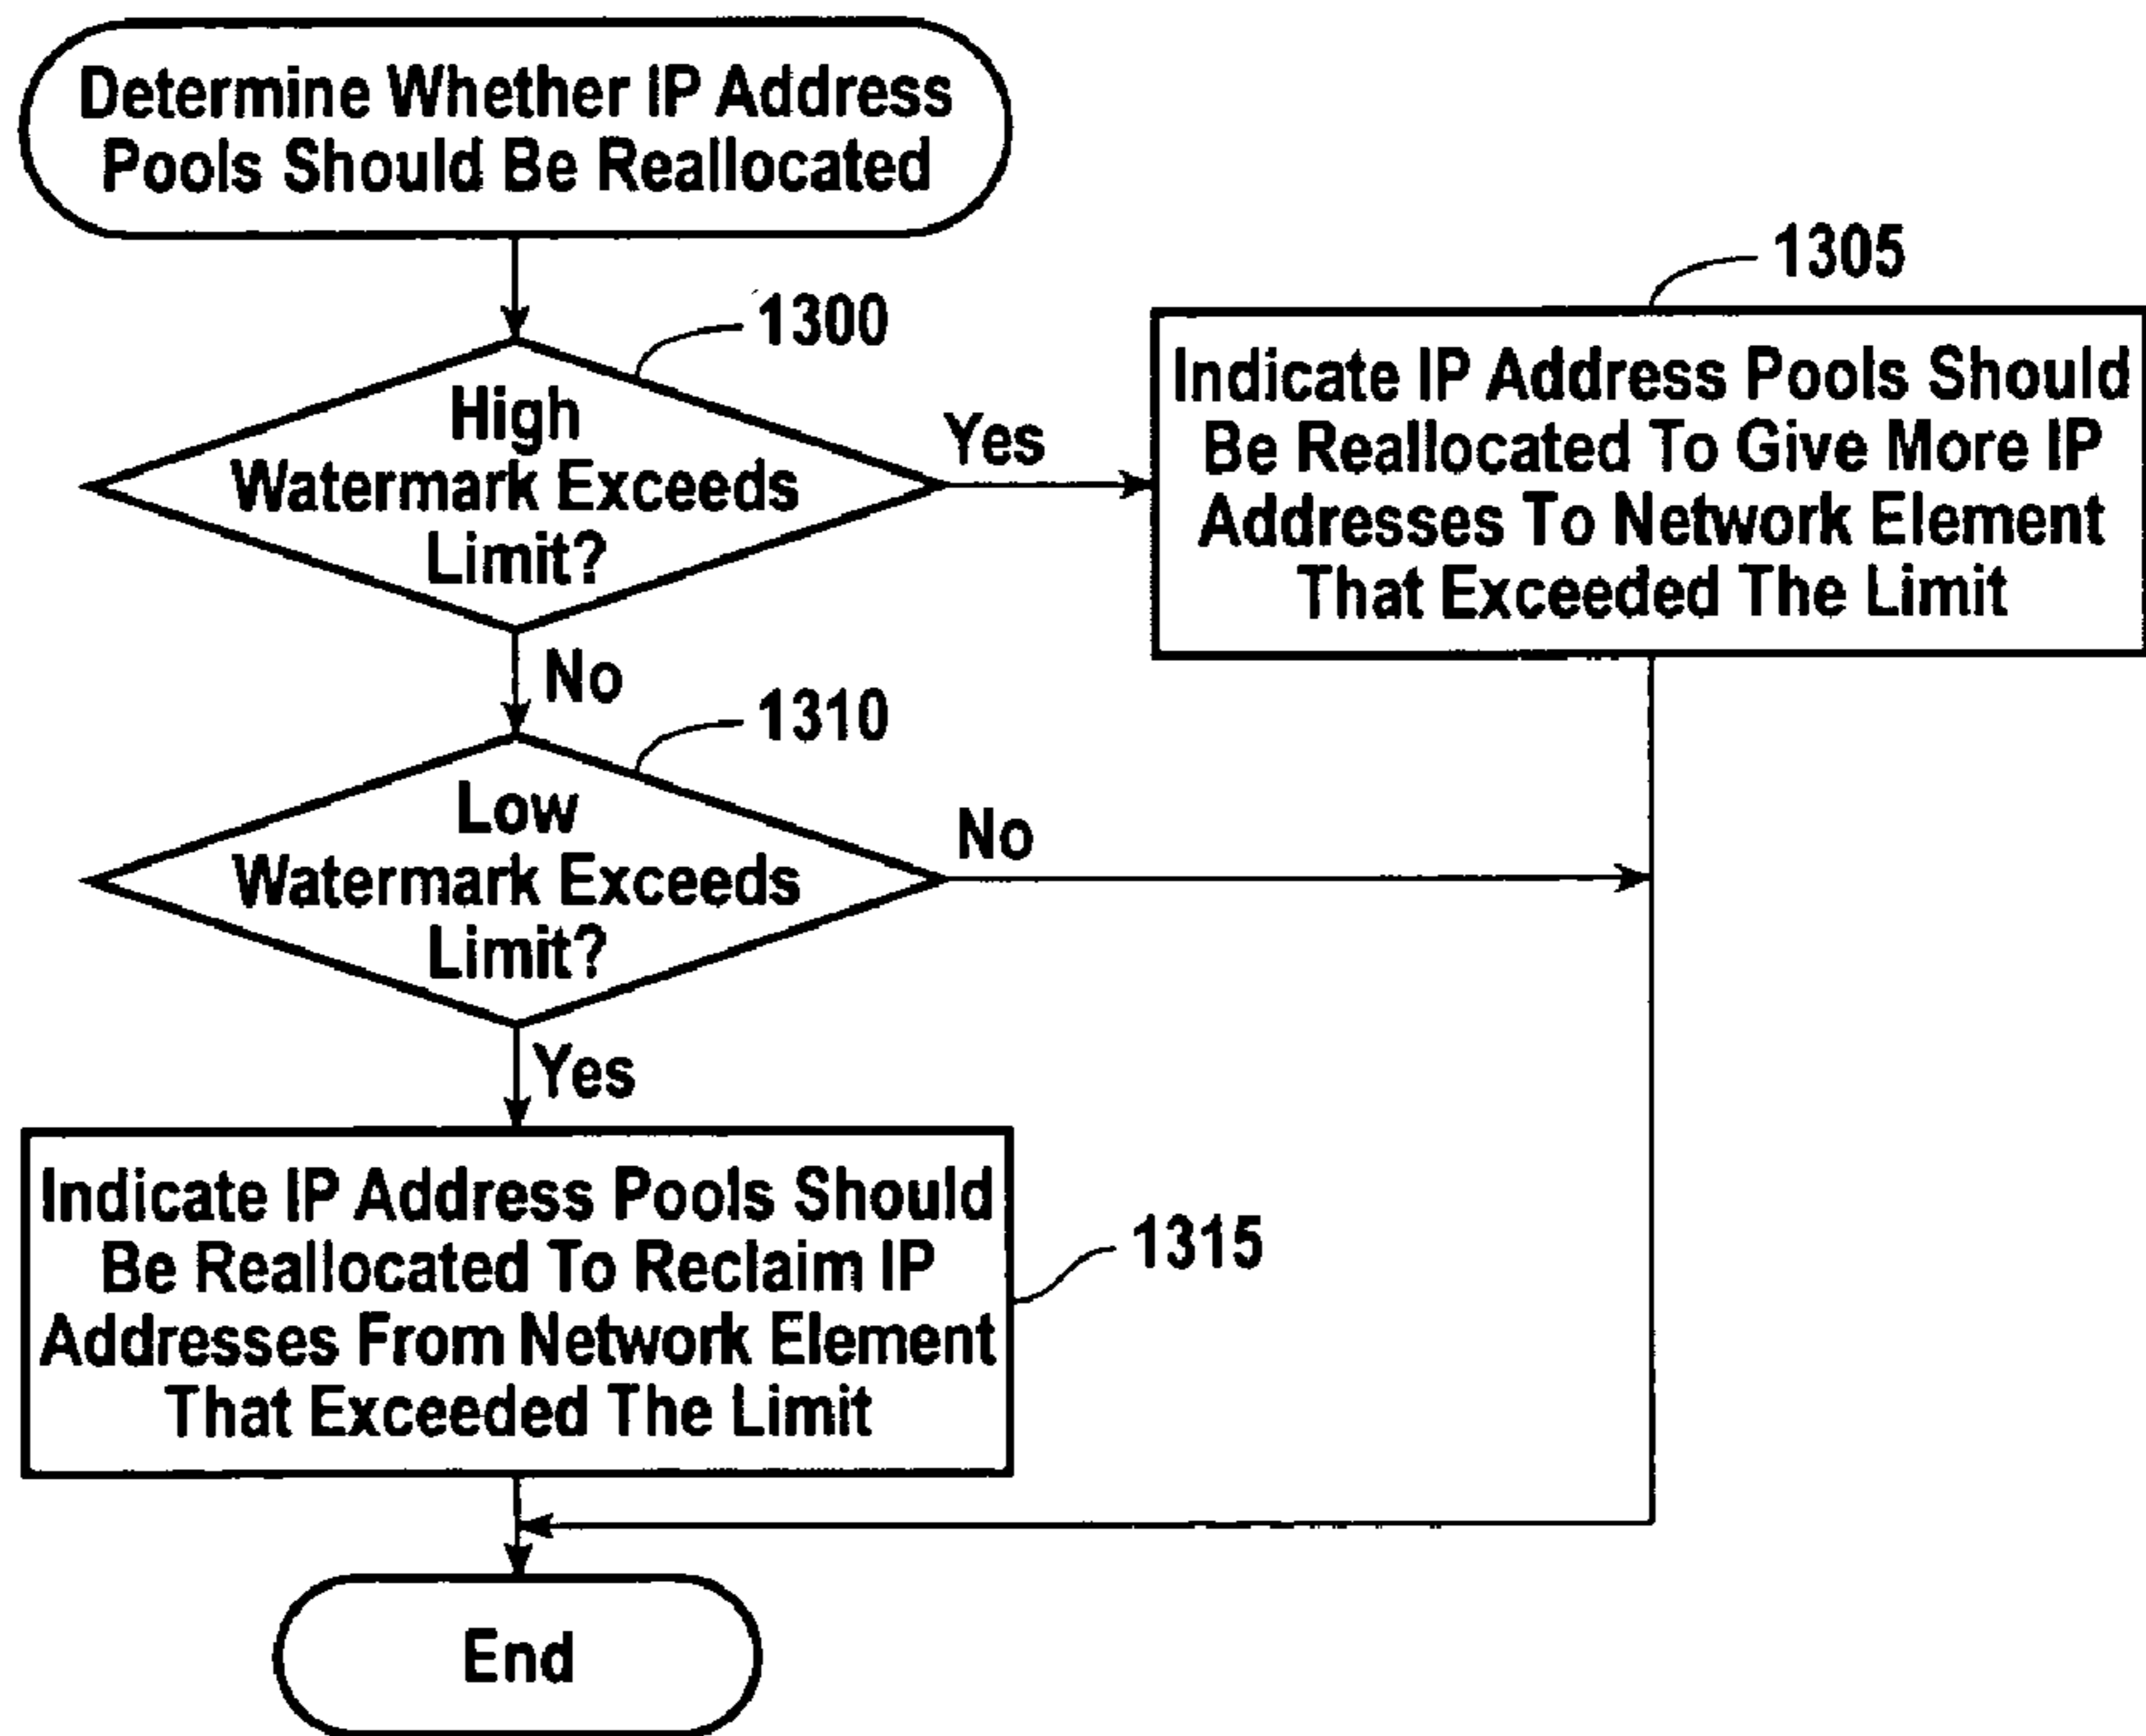 Determine Whether IP Address
Pools Should Be Reallocated
1300
High
Watermark Exceeds
Limit?
Yes
1305
Indicate IP Address Pools Should
Be Reallocated To Give More IP
Addresses To Network Element
That Exceeded The Limit
No
1310
Low
Watermark Exceeds
Limit?
No
Yes
Indicate IP Address Pools Should
Be Reallocated To Reclaim IP
Addresses From Network Element
That Exceeded The Limit
1315
End